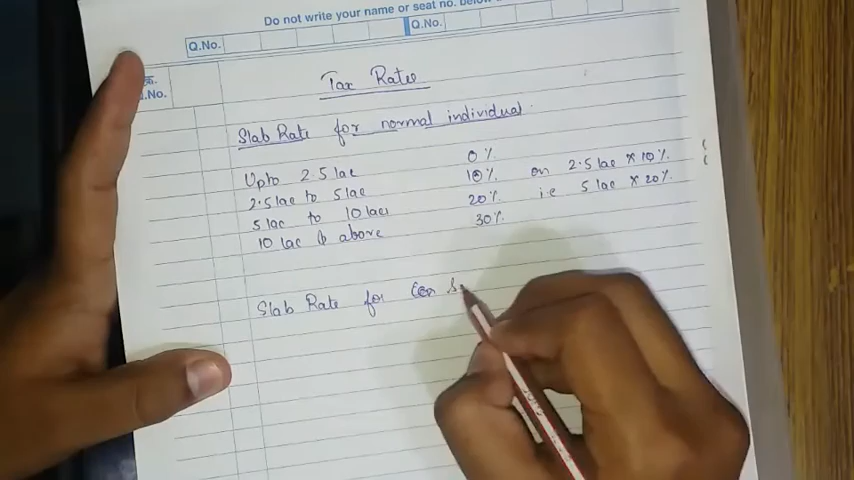 Do not write your name or seat no. below
Q.No. Q.No.
क्र.
Q.No.
Tax Rates
Slab Rate for normal individual
Upto 2.5 lac 0%
2.5 lac to 5 lac 10% on 2.5 lac * 10%
5 lac to 10 lacs 20% i.e 5 lac * 20%
10 lac & above 30%
Slab Rate for